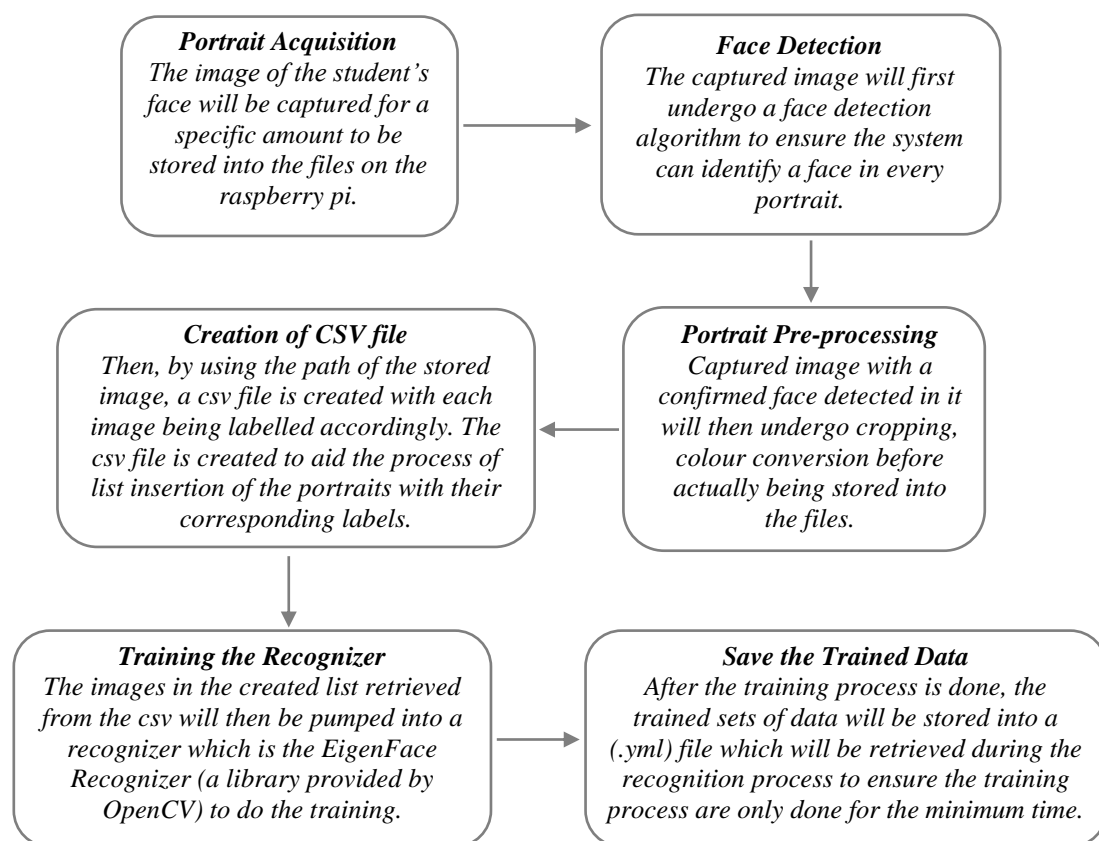 Portrait Acquisition
The image of the student's
face will be captured for a
specific amount to be
stored into the files on the
raspberry pi.
Face Detection
The captured image will first
undergo a face detection
algorithm to ensure the system
can identify a face in every
portrait.
Portrait Pre-processing
Captured image with a
confirmed face detected in it
will then undergo cropping,
colour conversion before
actually being stored into
the files.
Creation of CSV file
Then, by using the path of the stored
image, a csv file is created with each
image being labelled accordingly. The
csv file is created to aid the process of
list insertion of the portraits with their
corresponding labels.
Training the Recognizer
The images in the created list retrieved
from the csv will then be pumped into a
recognizer which is the EigenFace
Recognizer (a library provided by
OpenCV) to do the training.
Save the Trained Data
After the training process is done, the
trained sets of data will be stored into a
(.yml) file which will be retrieved during the
recognition process to ensure the training
process are only done for the minimum time.